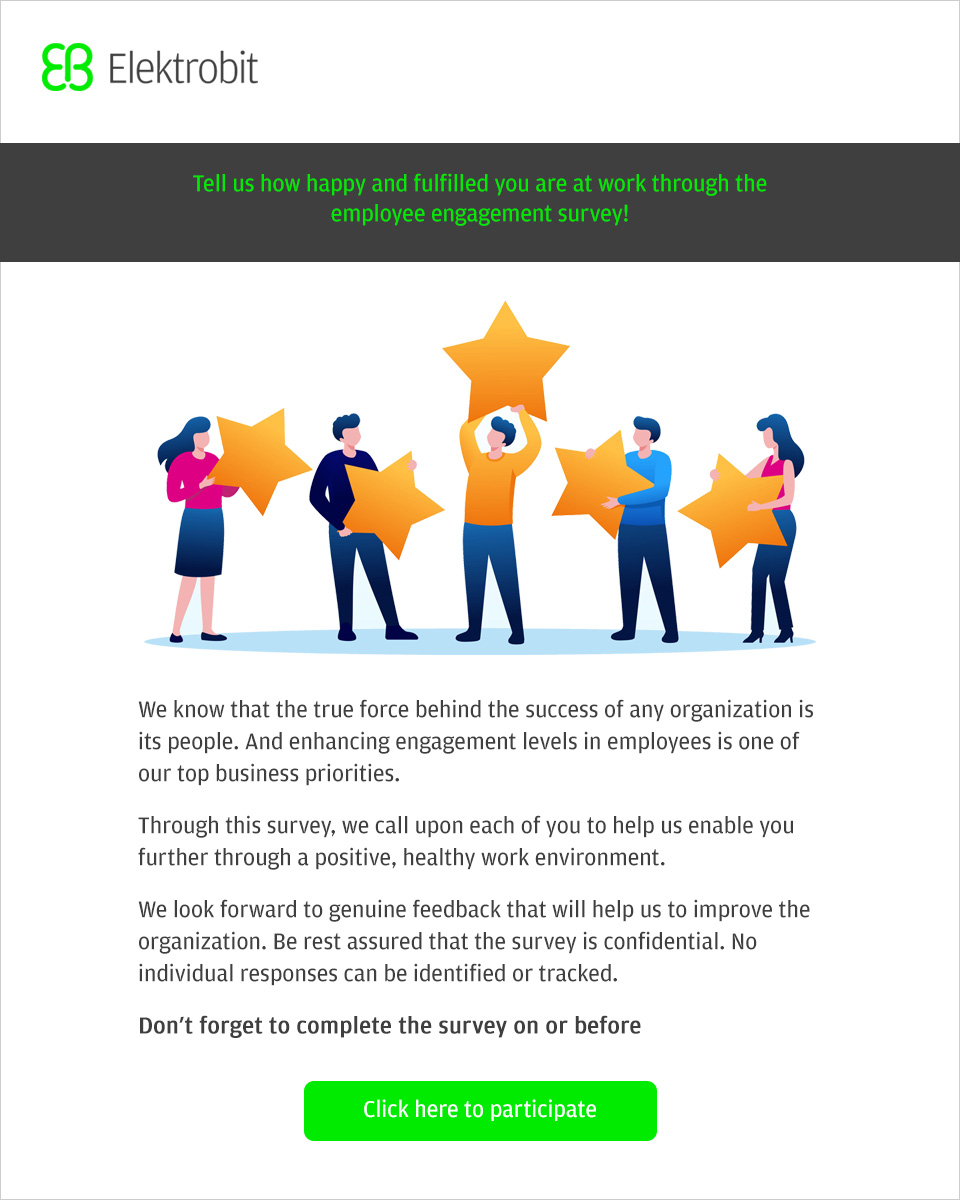 EB Elektrobit
Tell us how happy and fulfilled you are at work through the
employee engagement survey!
We know that the true force behind the success of any organization is
its people. And enhancing engagement levels in employees is one of
our top business priorities.
Through this survey, we call upon each of you to help us enable you
further through a positive, healthy work environment.
We look forward to genuine feedback that will help us to improve the
organization. Be rest assured that the survey is confidential. No
individual responses can be identified or tracked.
Don’t forget to complete the survey on or before
Click here to participate